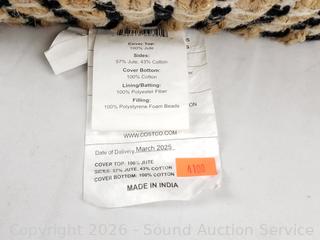 Cover Top:
100% Jute
Sides:
57% Jute, 43% Cotton
Cover Bottom:
100% Cotton
Lining/Batting:
100% Polyester Fiber
Filling:
100% Polystyrene Foam Beads
WWW.COSTCO.COM
Date of Delivery: March 2025
COVER TOP: 100% JUTE
SIDES: 57% JUTE, 43% COTTON
COVER BOTTOM: 100% COTTON
4100
MADE IN INDIA
Copyright 2026 - Sound Auction Service